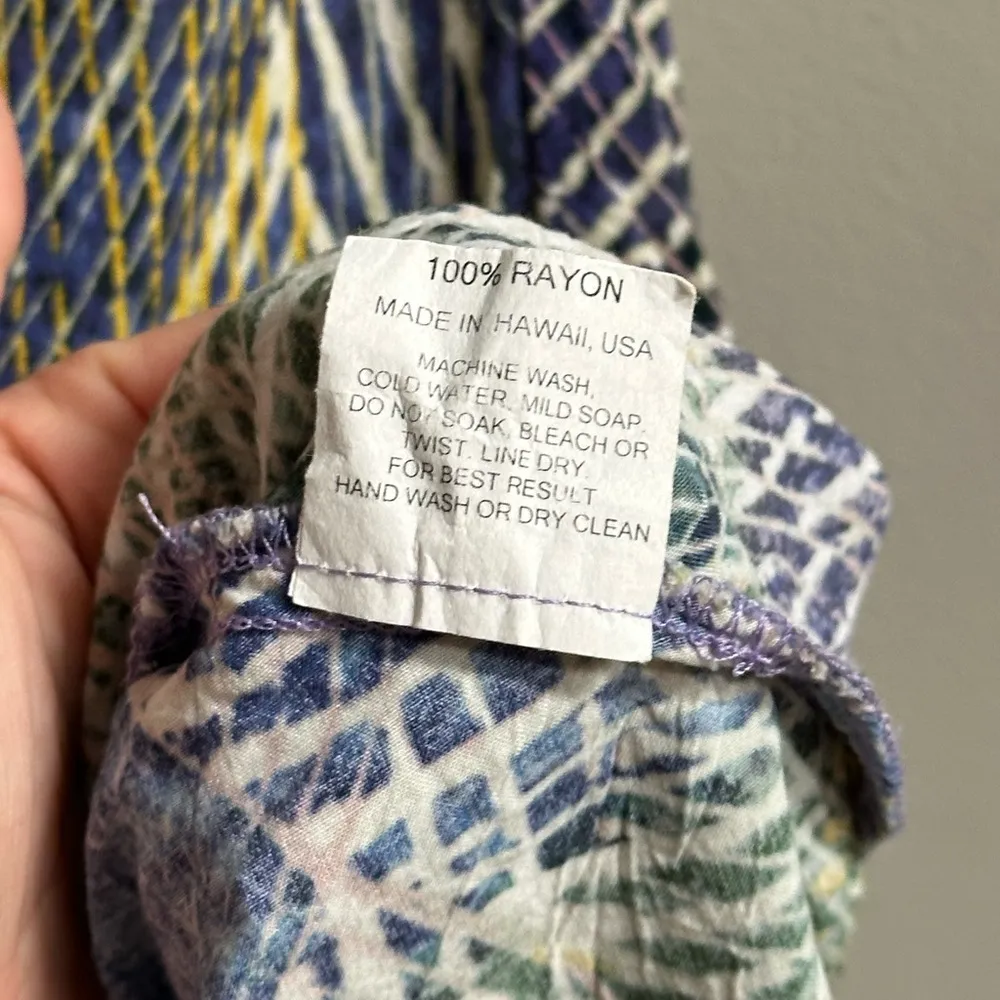 100% RAYON
MADE IN HAWAII, USA
MACHINE WASH,
COLD WATER. MILD SOAP.
DO NOT SOAK, BLEACH OR
TWIST. LINE DRY.
FOR BEST RESULT
HAND WASH OR DRY CLEAN